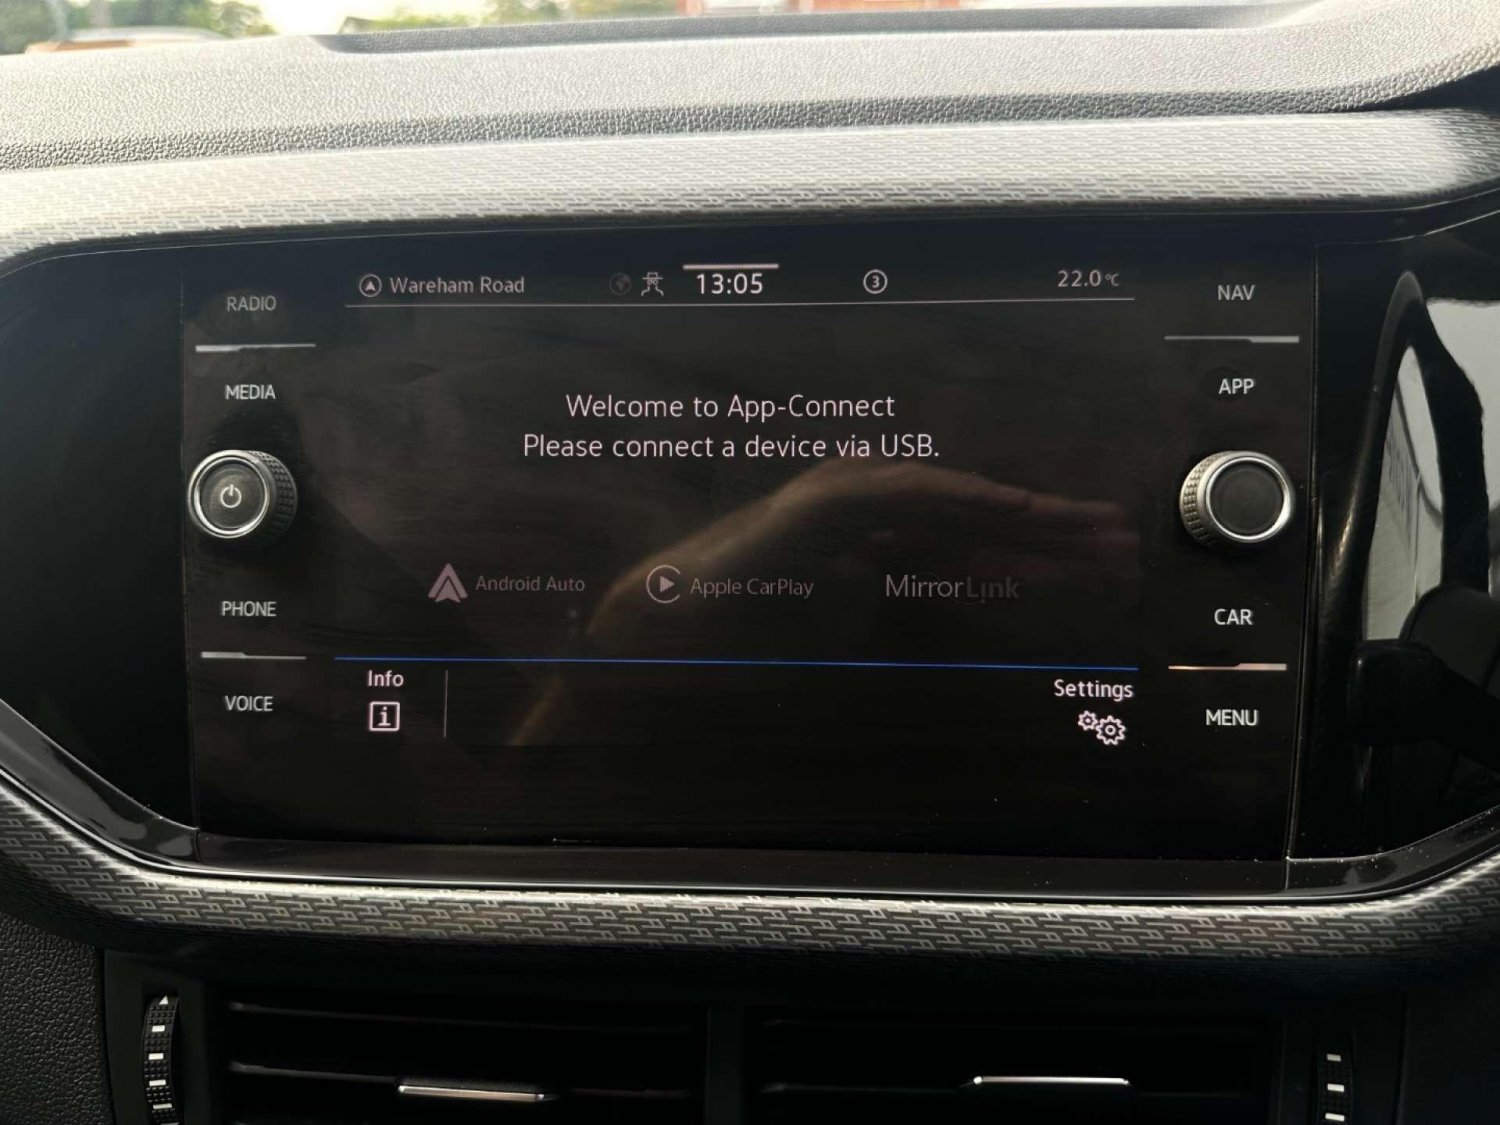 Wareham Road
13:05
3
22.0 °C
RADIO
MEDIA
PHONE
VOICE
Welcome to App-Connect
Please connect a device via USB.
Android Auto
Apple CarPlay
MirrorLink
Info
i
Settings
NAV
APP
CAR
MENU